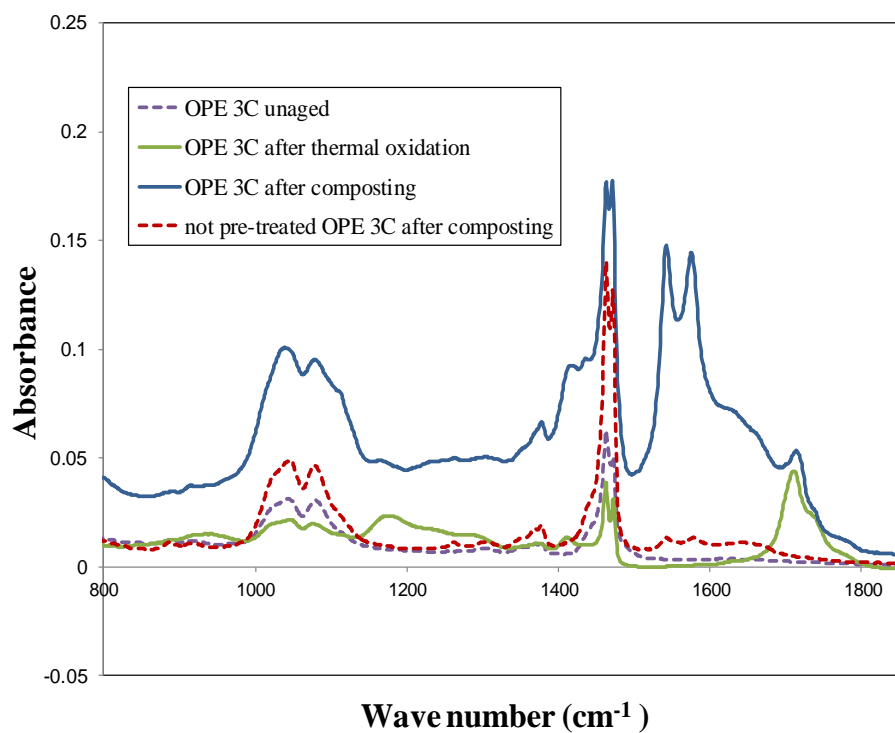 0.25
0.2
0.15
0.1
0.05
0
-0.05
Absorbance
OPE 3C unaged
OPE 3C after thermal oxidation
OPE 3C after composting
not pre-treated OPE 3C after composting
800 1000 1200 1400 1600 1800
Wave number (cm⁻¹ )